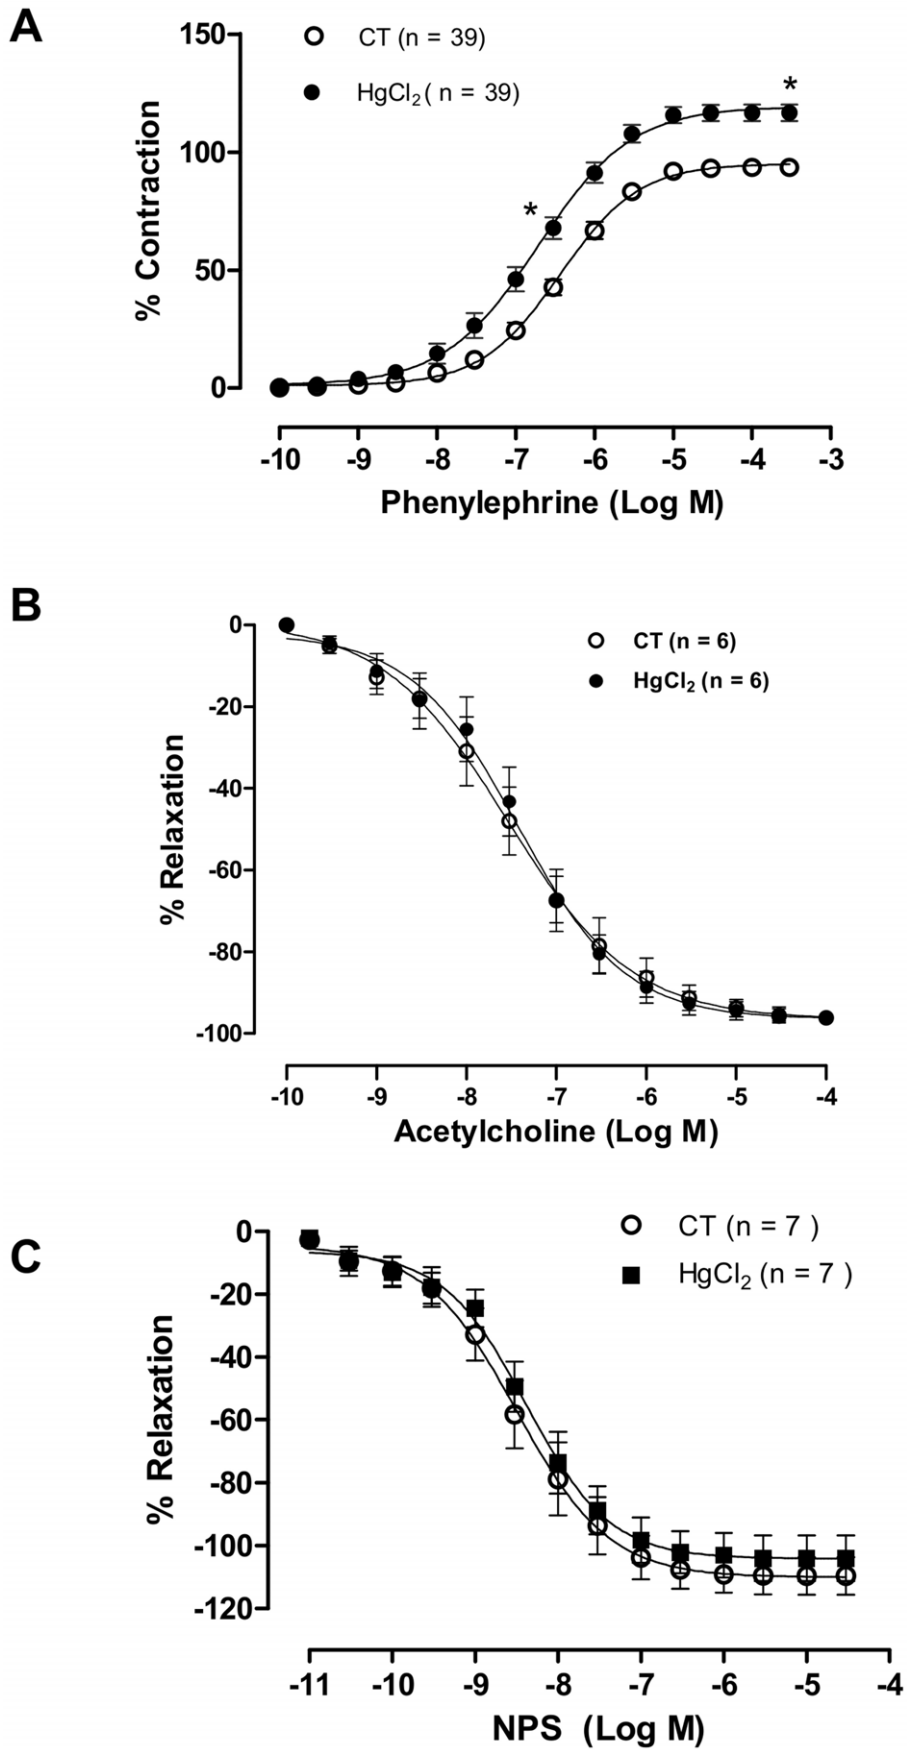 A
150
100
50
0
% Contraction
CT (n = 39)
HgCl2 ( n = 39)
*
*
-10 -9 -8 -7 -6 -5 -4 -3
Phenylephrine (Log M)
B
0
-20
-40
-60
-80
-100
% Relaxation
CT (n = 6)
HgCl2 (n = 6)
-10 -9 -8 -7 -6 -5 -4
Acetylcholine (Log M)
C
0
-20
-40
-60
-80
-100
-120
% Relaxation
CT (n = 7 )
HgCl2 (n = 7 )
-11 -10 -9 -8 -7 -6 -5 -4
NPS (Log M)